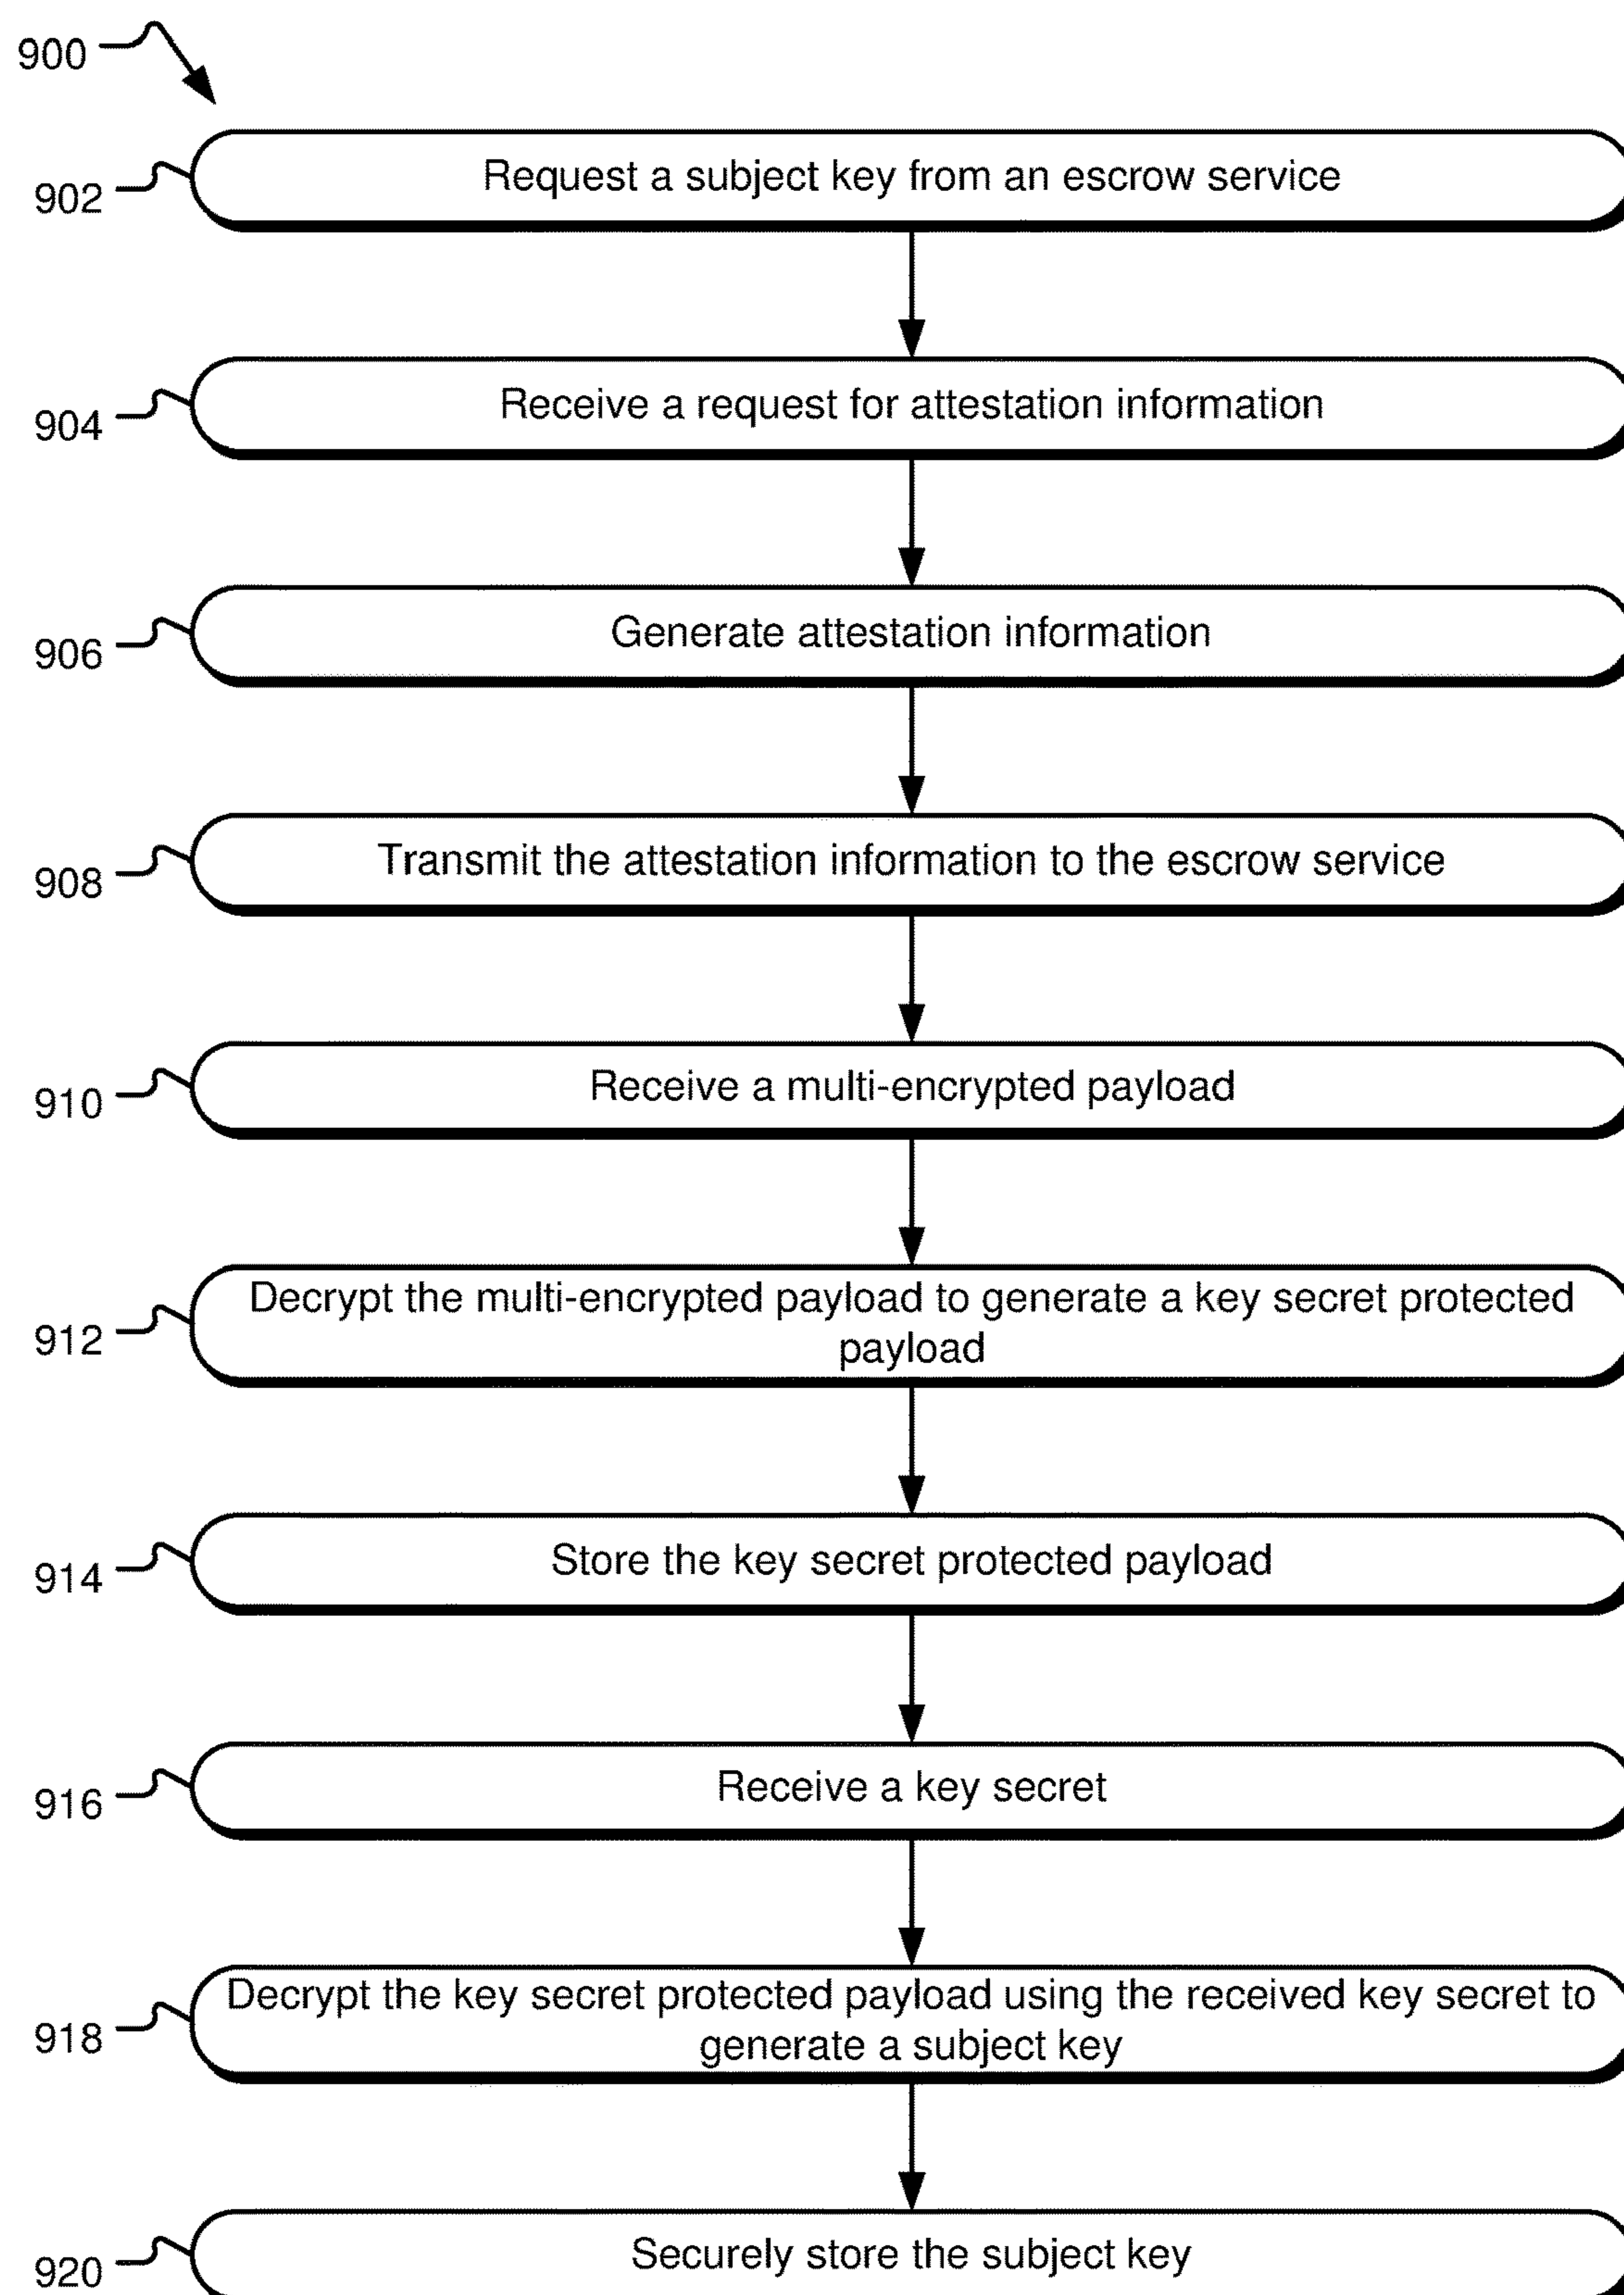 900
902
Request a subject key from an escrow service
904
Receive a request for attestation information
906
Generate attestation information
908
Transmit the attestation information to the escrow service
910
Receive a multi-encrypted payload
912
Decrypt the multi-encrypted payload to generate a key secret protected
payload
914
Store the key secret protected payload
916
Receive a key secret
918
Decrypt the key secret protected payload using the received key secret to
generate a subject key
920
Securely store the subject key